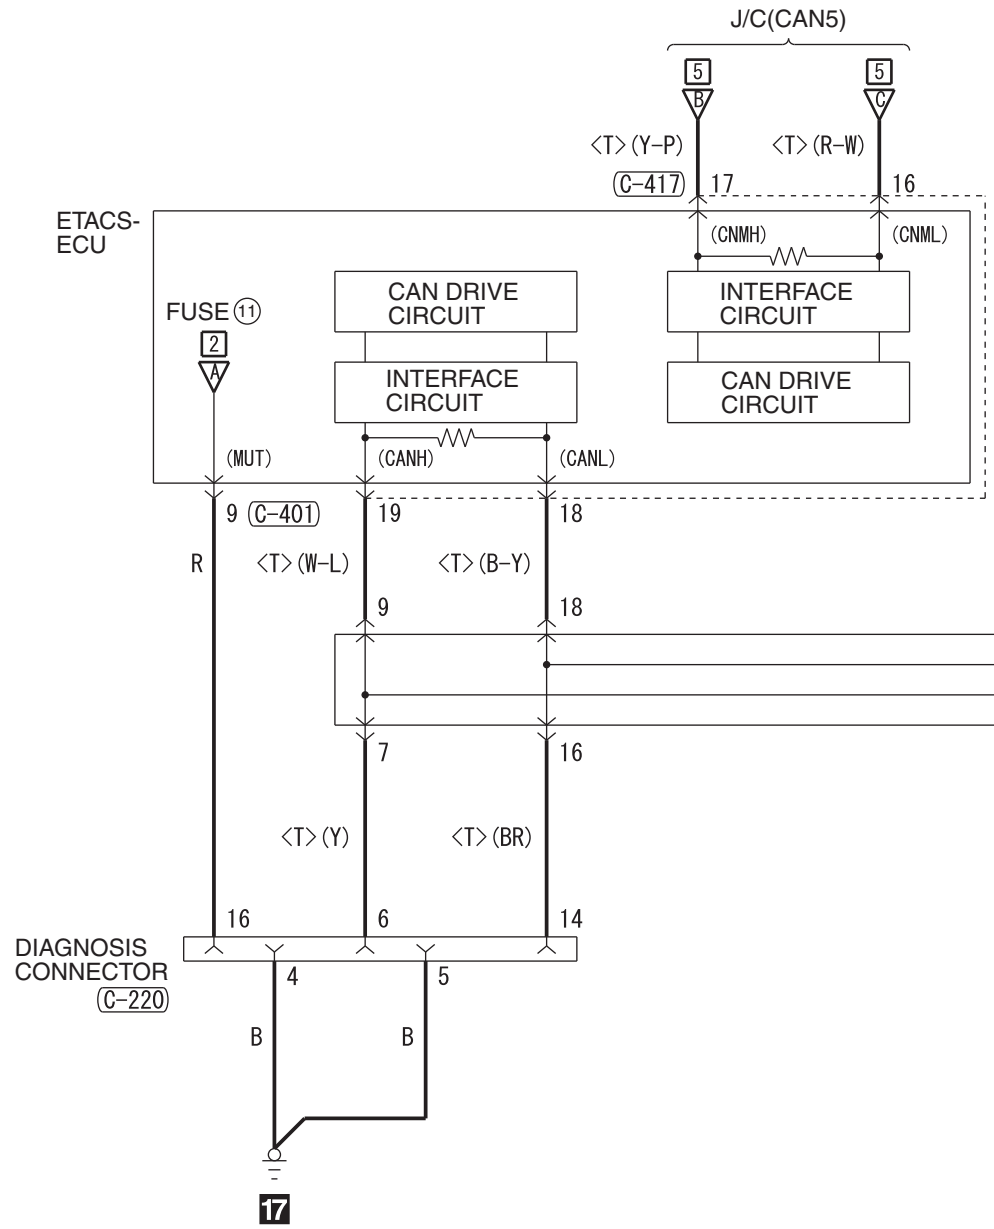 J/C(CAN5)
5 5
B C
<T>(Y-P) <T>(R-W)
(C-417) 17 16
ETACS-
ECU
(CNMH) (CNML)
FUSE 11
2
A
CAN DRIVE
CIRCUIT
INTERFACE
CIRCUIT
INTERFACE
CIRCUIT
CAN DRIVE
CIRCUIT
(MUT) (CANH) (CANL)
9 (C-401) 19 18
R <T>(W-L) <T>(B-Y)
9 18
7 16
<T>(Y) <T>(BR)
16 6 14
DIAGNOSIS
CONNECTOR
(C-220)
4 5
B B
17